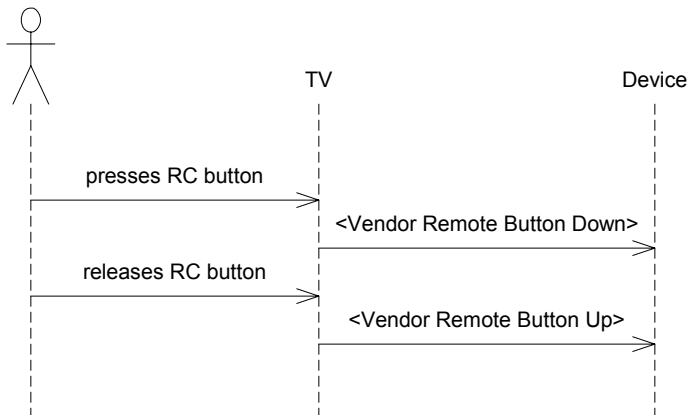 TV
Device
presses RC button
<Vendor Remote Button Down>
releases RC button
<Vendor Remote Button Up>